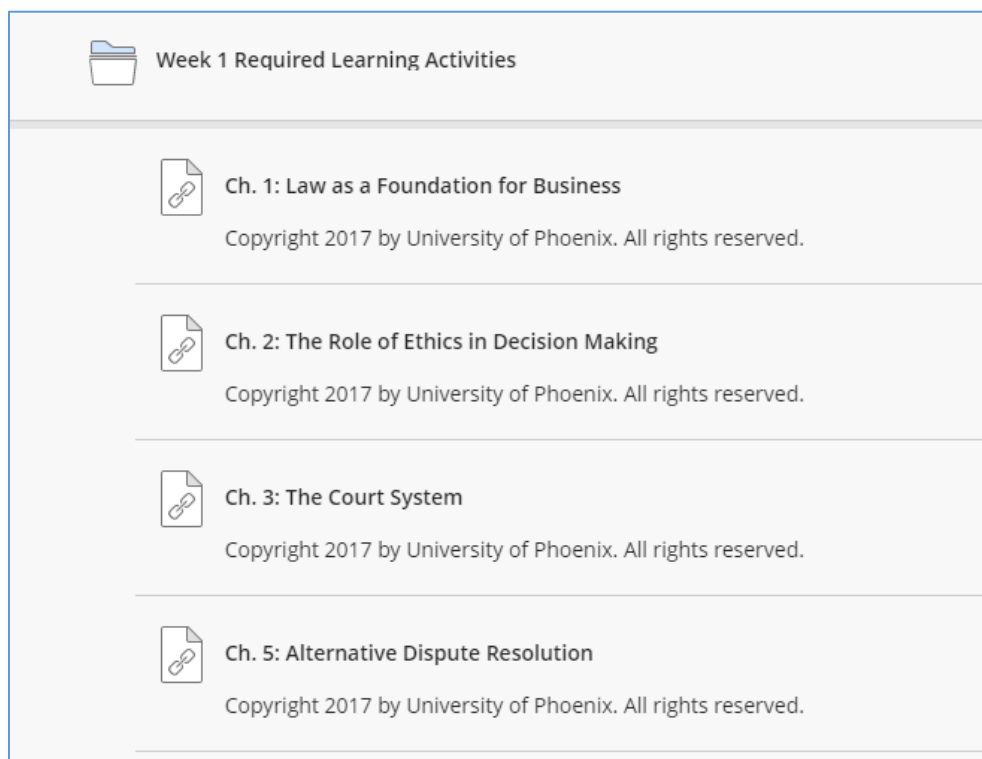 Week 1 Required Learning Activities
Ch. 1: Law as a Foundation for Business
Copyright 2017 by University of Phoenix. All rights reserved.
Ch. 2: The Role of Ethics in Decision Making
Copyright 2017 by University of Phoenix. All rights reserved.
Ch. 3: The Court System
Copyright 2017 by University of Phoenix. All rights reserved.
Ch. 5: Alternative Dispute Resolution
Copyright 2017 by University of Phoenix. All rights reserved.